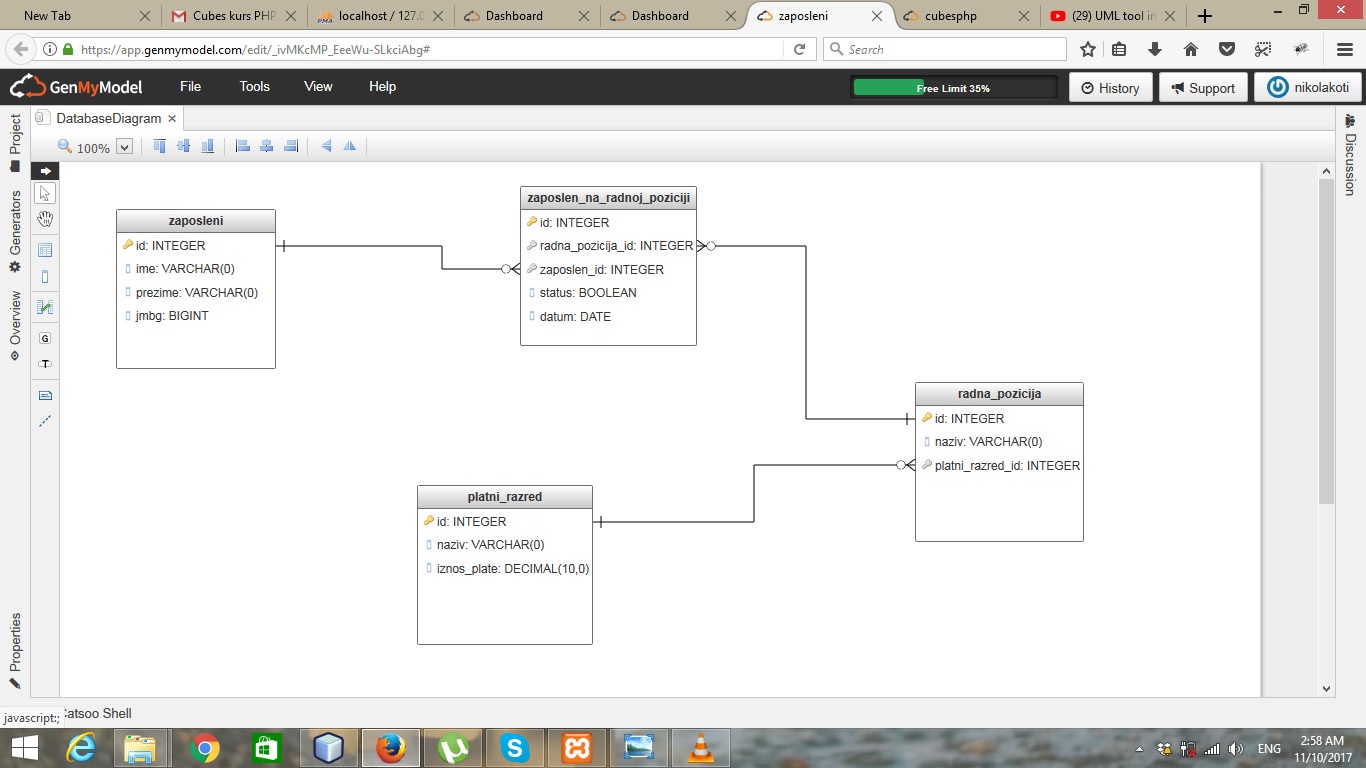 New Tab
Cubes kurs PHP
localhost / 127.0
Dashboard
Dashboard
zaposleni
cubesphp
(29) UML tool in
https://app.genmymodel.com/edit/_ivMKcMP_EeeWu-SLkciAbg#
Search
GenMyModel
File
Tools
View
Help
Free Limit 35%
History
Support
nikolakoti
Project
Generators
Overview
Properties
DatabaseDiagram
100%
Discussion
zaposleni
id: INTEGER
ime: VARCHAR(0)
prezime: VARCHAR(0)
jmbg: BIGINT
zaposlen_na_radnoj_poziciji
id: INTEGER
radna_pozicija_id: INTEGER
zaposlen_id: INTEGER
status: BOOLEAN
datum: DATE
radna_pozicija
id: INTEGER
naziv: VARCHAR(0)
platni_razred_id: INTEGER
platni_razred
id: INTEGER
naziv: VARCHAR(0)
iznos_plate: DECIMAL(10,0)
javascript:;
Catsoo Shell
ENG
2:58 AM
11/10/2017